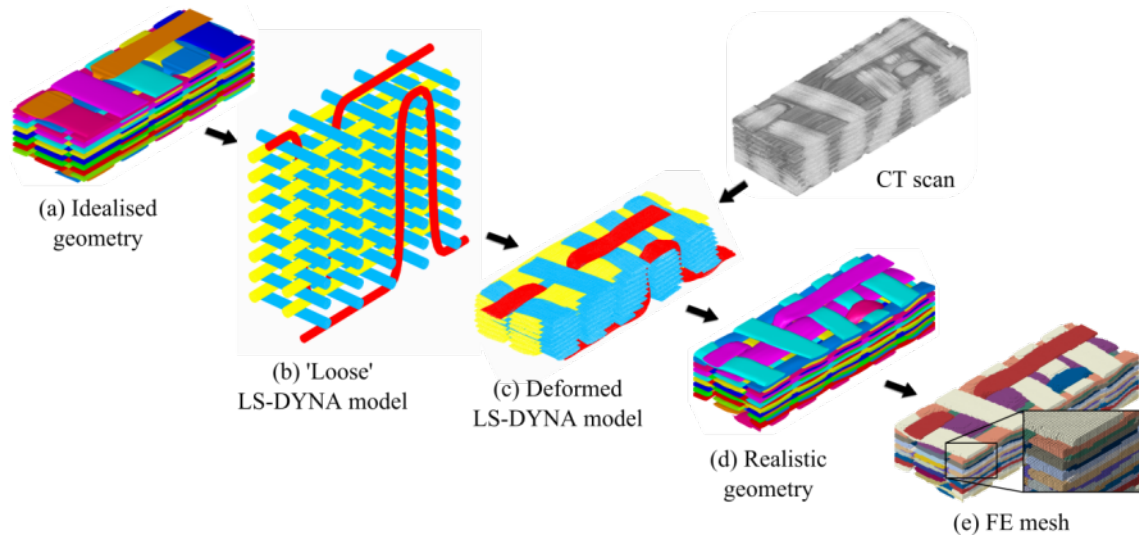 (a) Idealised
geometry
(b) 'Loose'
LS-DYNA model
CT scan
(c) Deformed
LS-DYNA model
(d) Realistic
geometry
(e) FE mesh